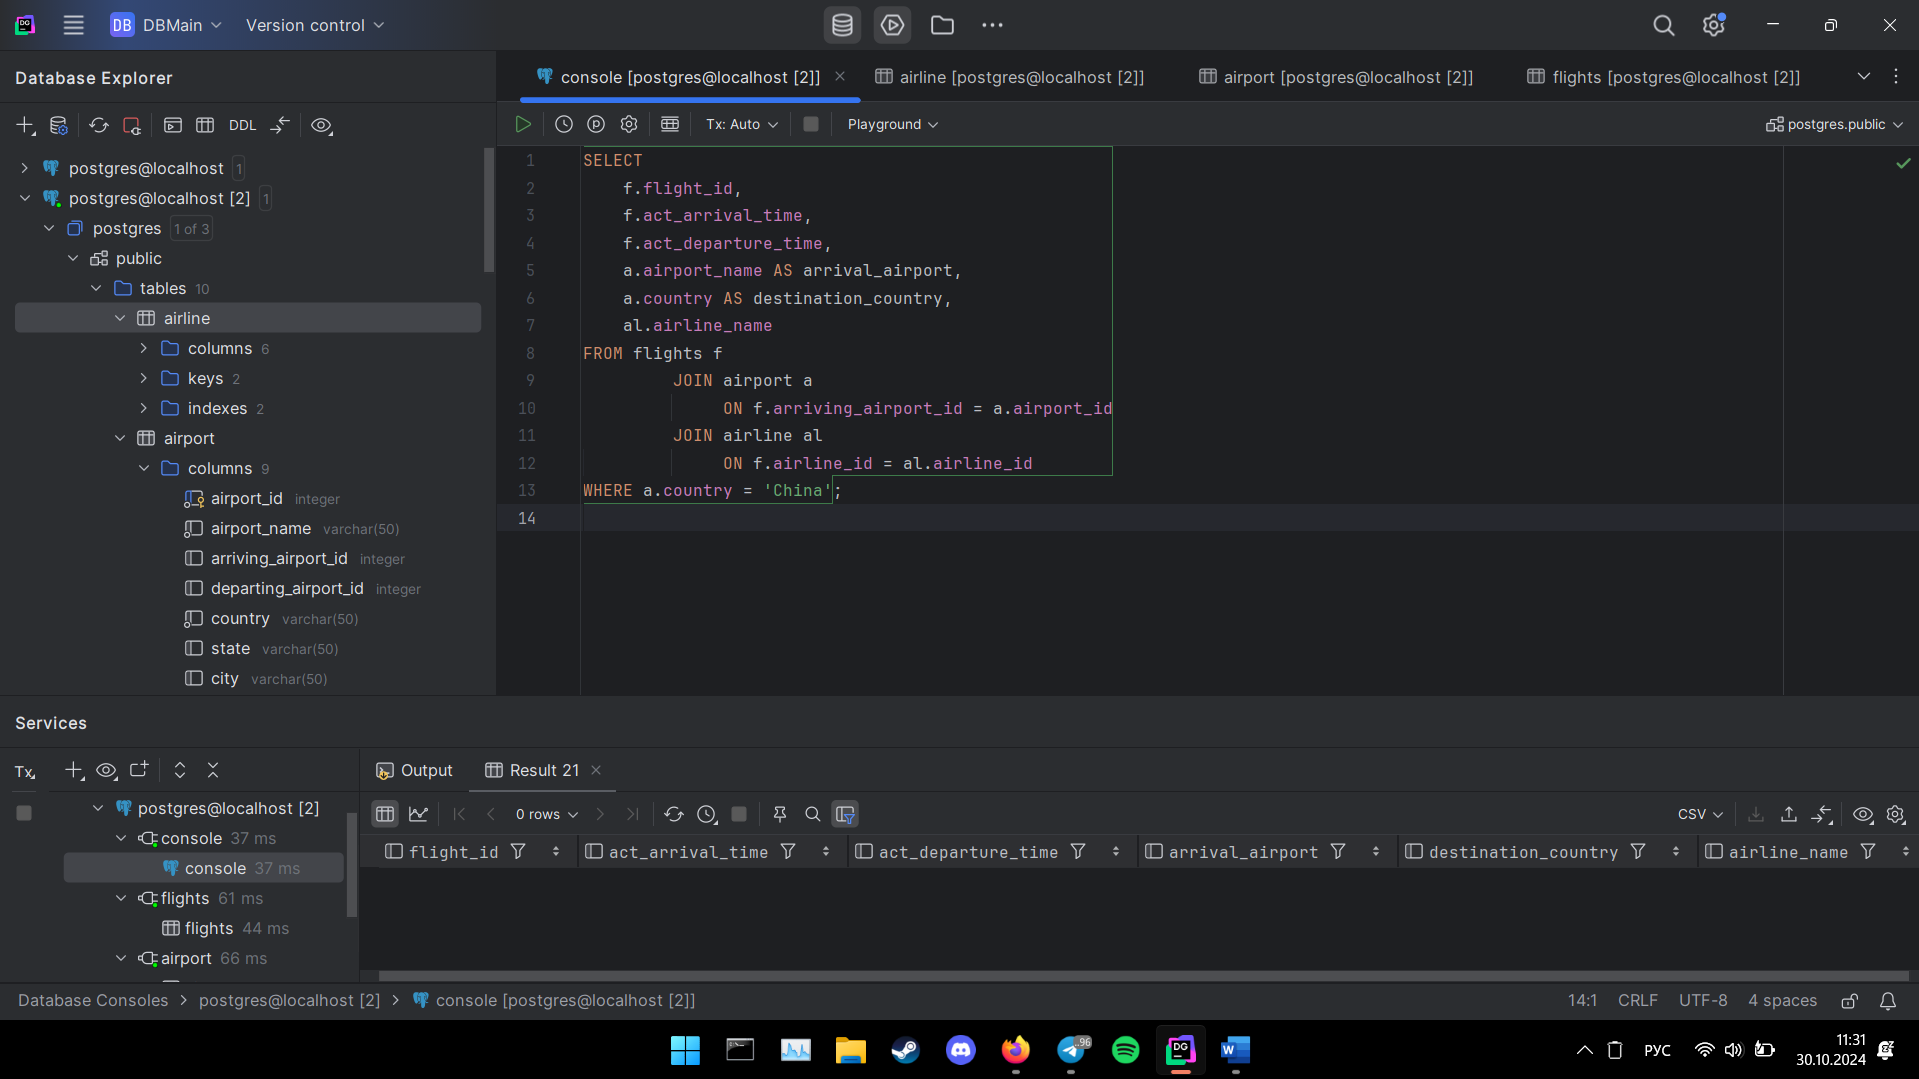 DB DBMain Version control
Database Explorer
console [postgres@localhost [2]] airline [postgres@localhost [2]] airport [postgres@localhost [2]] flights [postgres@localhost [2]]
DDL
Tx: Auto Playground postgres.public
postgres@localhost 1
postgres@localhost [2] 1
postgres 1 of 3
public
tables 10
airline
columns 6
keys 2
indexes 2
airport
columns 9
airport_id integer
airport_name varchar(50)
arriving_airport_id integer
departing_airport_id integer
country varchar(50)
state varchar(50)
city varchar(50)
1 SELECT
2 f.flight_id,
3 f.act_arrival_time,
4 f.act_departure_time,
5 a.airport_name AS arrival_airport,
6 a.country AS destination_country,
7 al.airline_name
8 FROM flights f
9 JOIN airport a
10 ON f.arriving_airport_id = a.airport_id
11 JOIN airline al
12 ON f.airline_id = al.airline_id
13 WHERE a.country = 'China';
14
Services
Tx
postgres@localhost [2]
console 37 ms
console 37 ms
flights 61 ms
flights 44 ms
airport 66 ms
Output Result 21
0 rows CSV
flight_id act_arrival_time act_departure_time arrival_airport destination_country airline_name
Database Consoles > postgres@localhost [2] > console [postgres@localhost [2]]
14:1 CRLF UTF-8 4 spaces
DG
W
РУС
11:31
30.10.2024